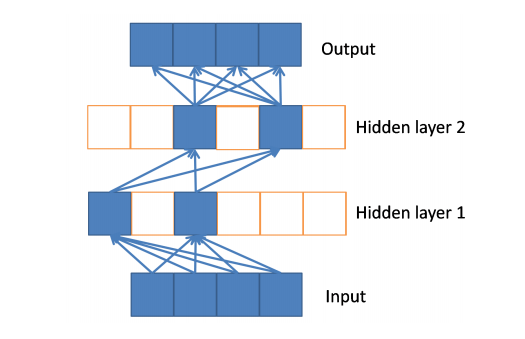 Output
Hidden layer 2
Hidden layer 1
Input